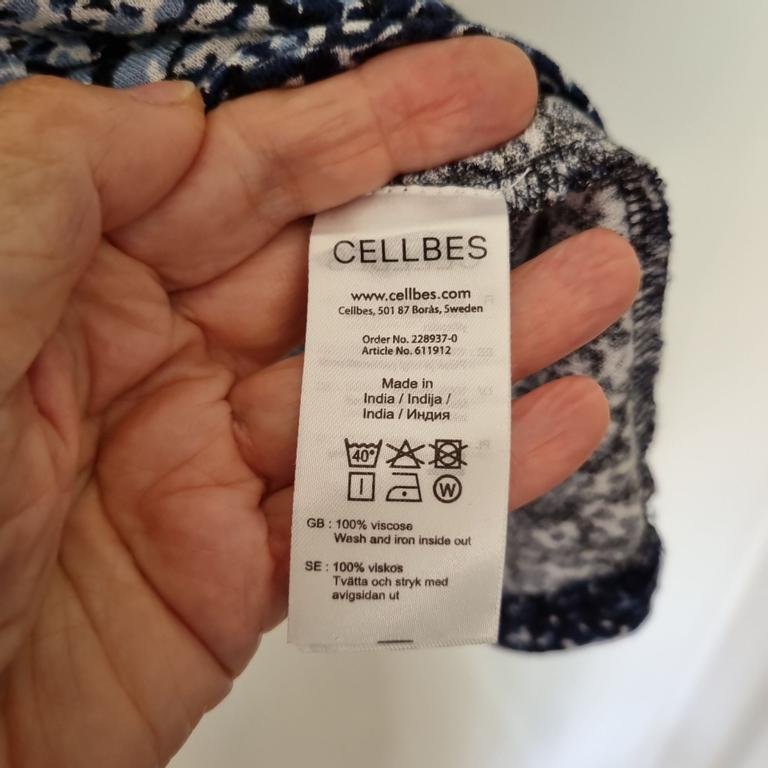 CELLBES
www.cellbes.com
Cellbes, 501 87 Borås, Sweden
Order No. 228937-0
Article No. 611912
Made in
India / Indija /
India / Индия
40°
W
GB : 100% viscose
Wash and iron inside out
SE : 100% viskos
Tvätta och stryk med
avigsidan ut